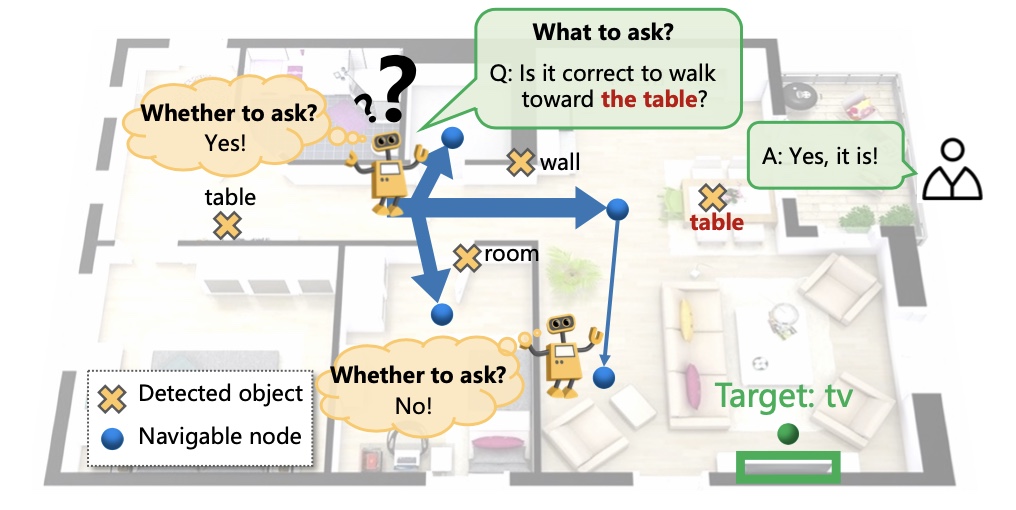 What to ask?
Q: Is it correct to walk
toward the table?
Whether to ask?
Yes!
? ?
A: Yes, it is!
wall
table
table
room
Whether to ask?
No!
Detected object
Navigable node
Target: tv